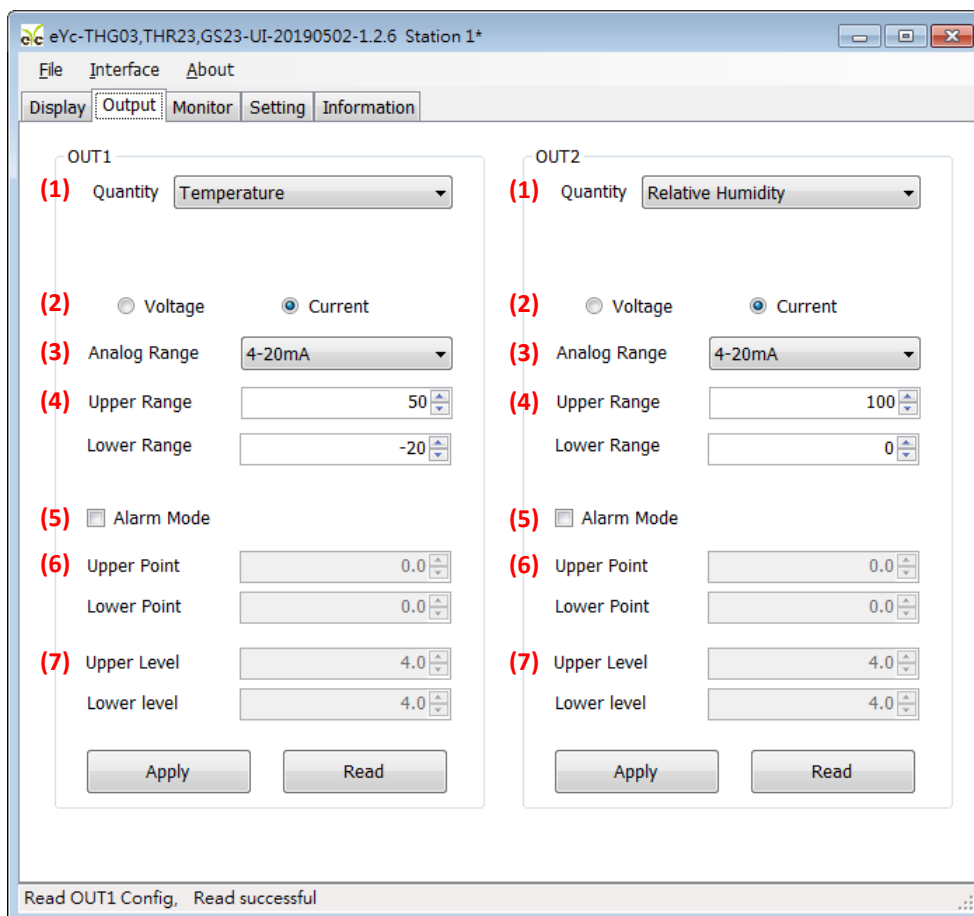 eYc eYc-THG03,THR23,GS23-UI-20190502-1.2.6 Station 1*
File Interface About
Display Output Monitor Setting Information
OUT1
(1) Quantity Temperature
(2) Voltage Current
(3) Analog Range 4-20mA
(4) Upper Range 50
Lower Range -20
(5) Alarm Mode
(6) Upper Point 0.0
Lower Point 0.0
(7) Upper Level 4.0
Lower level 4.0
Apply Read
OUT2
(1) Quantity Relative Humidity
(2) Voltage Current
(3) Analog Range 4-20mA
(4) Upper Range 100
Lower Range 0
(5) Alarm Mode
(6) Upper Point 0.0
Lower Point 0.0
(7) Upper Level 4.0
Lower level 4.0
Apply Read
Read OUT1 Config, Read successful